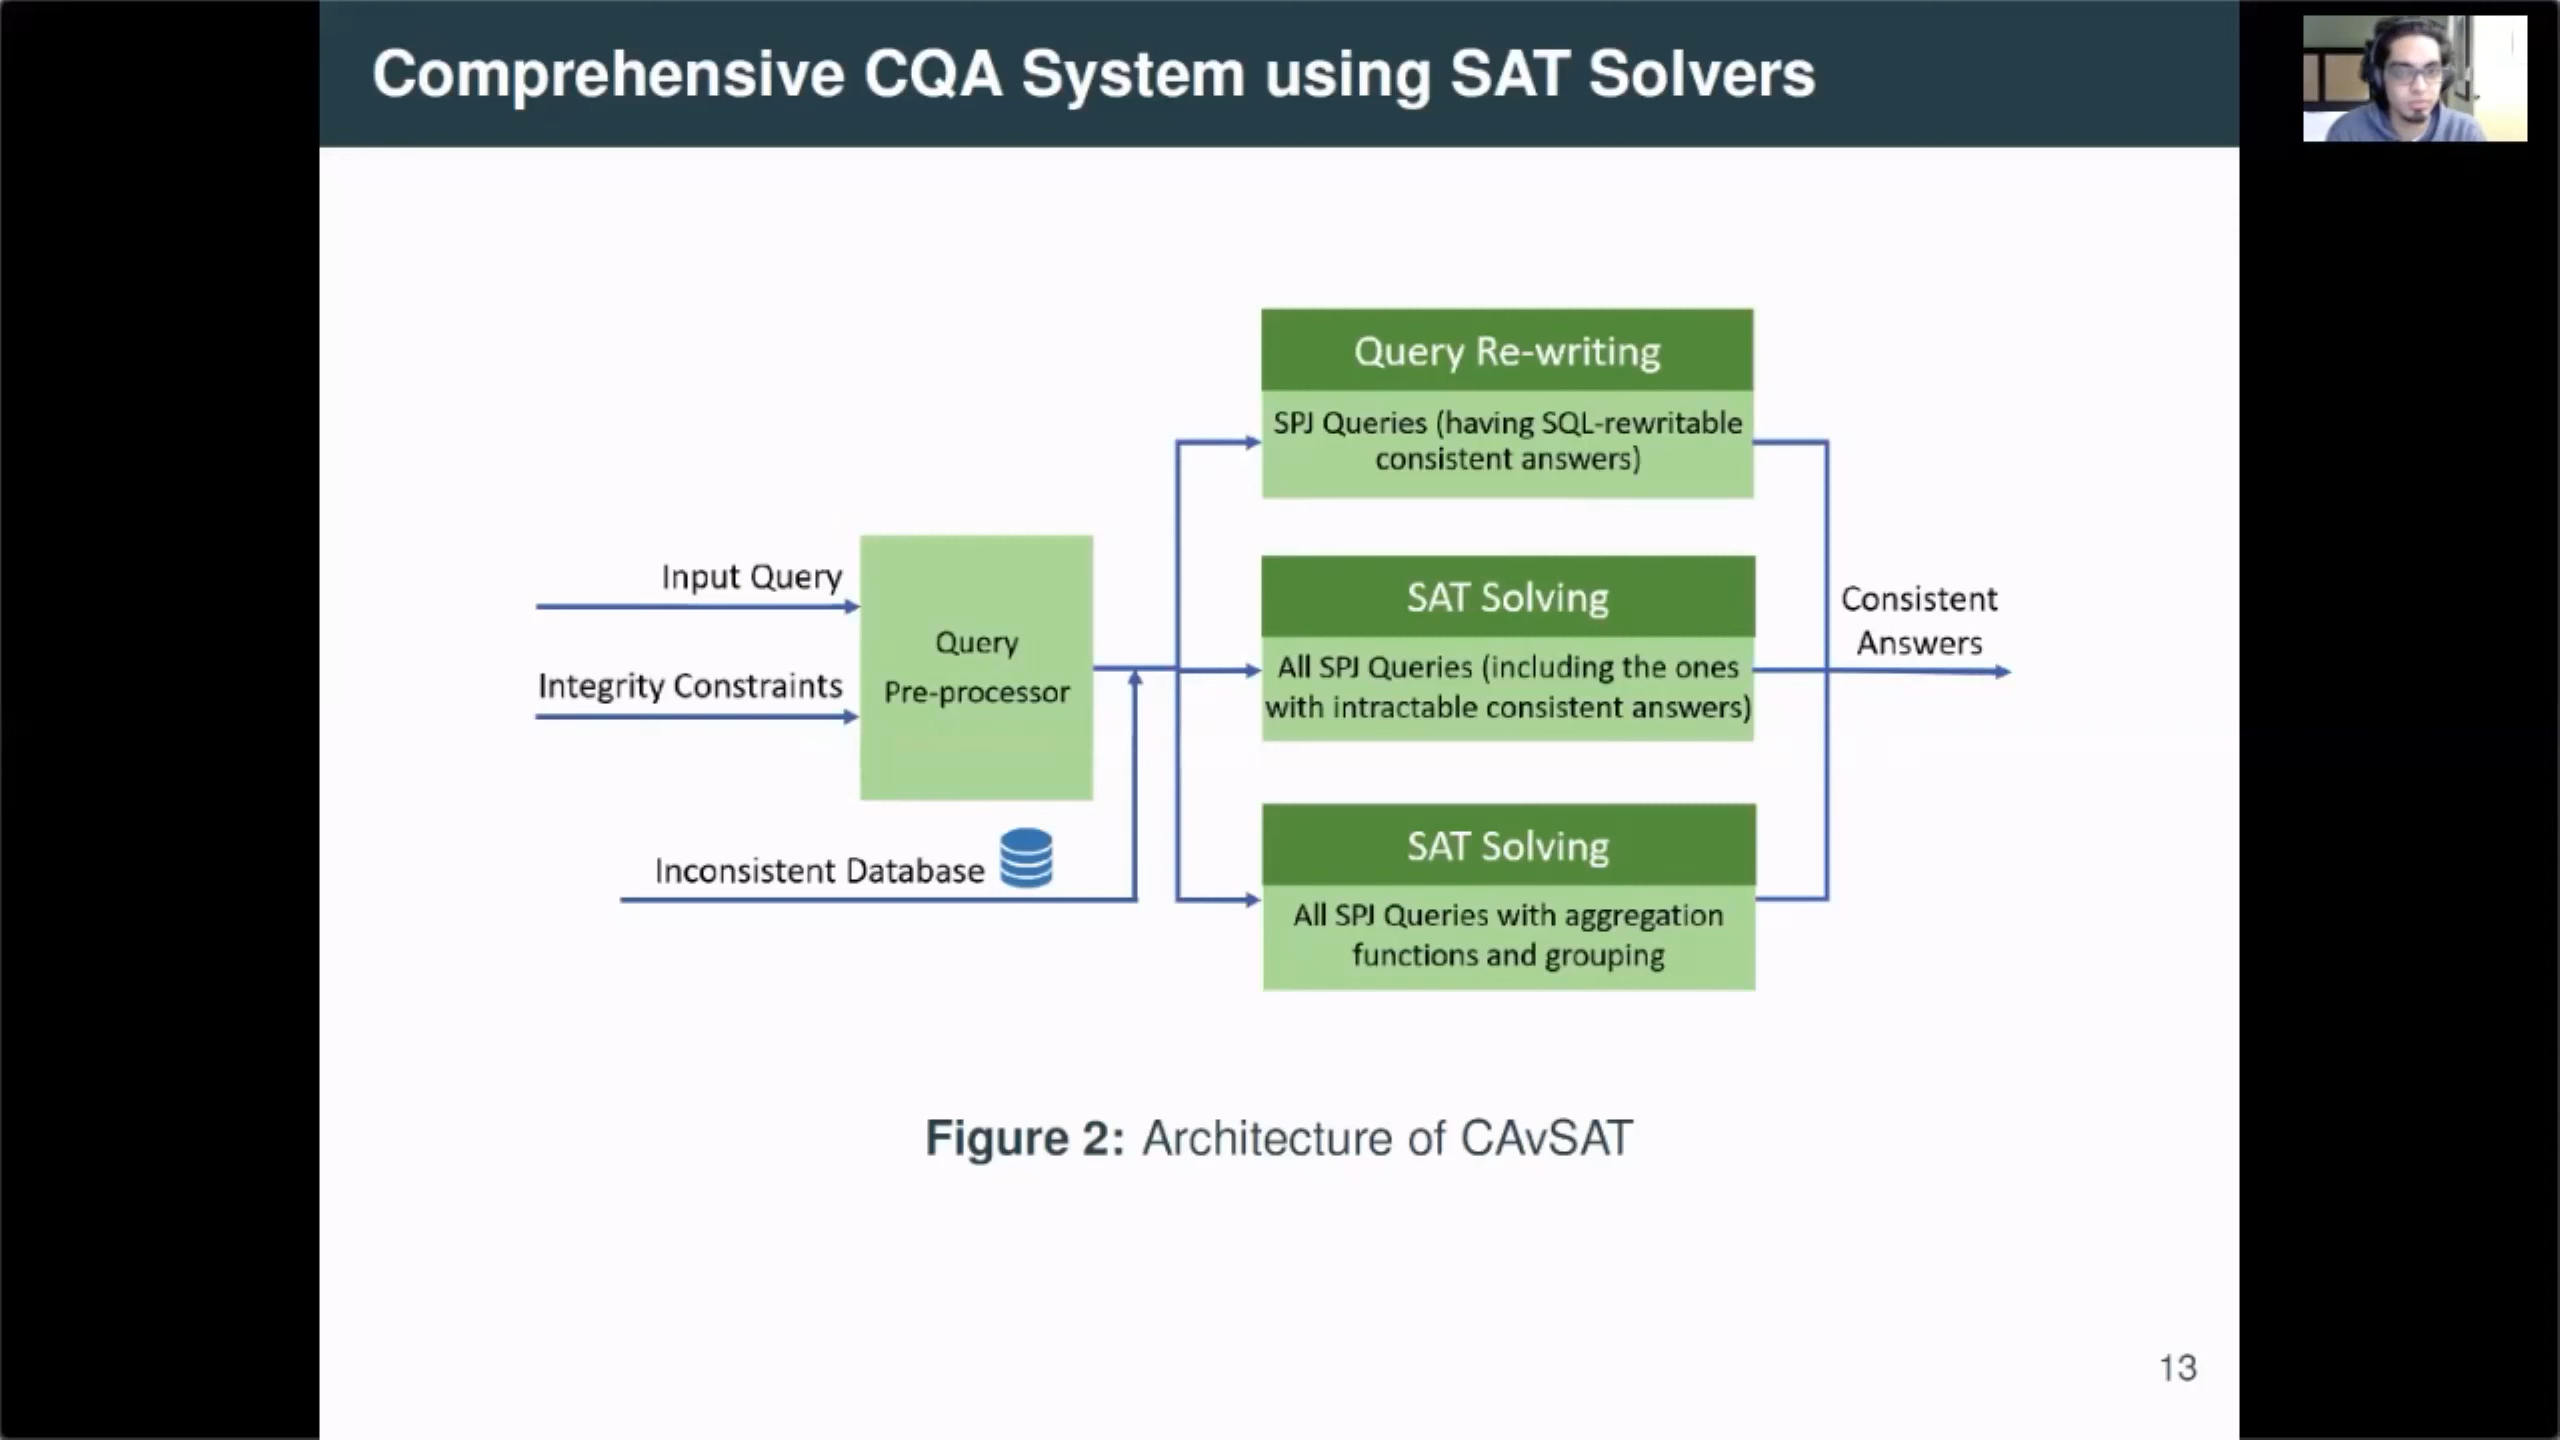 Comprehensive CQA System using SAT Solvers
Input Query
Integrity Constraints
Query
Pre-processor
Inconsistent Database
Query Re-writing
SPJ Queries (having SQL-rewritable
consistent answers)
SAT Solving
All SPJ Queries (including the ones
with intractable consistent answers)
SAT Solving
All SPJ Queries with aggregation
functions and grouping
Consistent
Answers
Figure 2: Architecture of CAvSAT
13